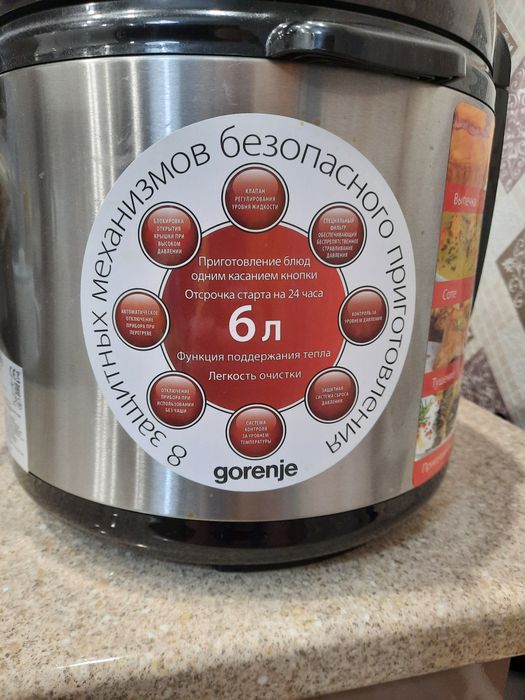 8 защитных механизмов безопасного приготовления
КЛАПАН
РЕГУЛИРОВАНИЯ
УРОВНЯ ЖИДКОСТИ
СПЕЦИАЛЬНЫЙ
ФИЛЬТР
ОБЕСПЕЧИВАЮЩИЙ
БЕСПРЕПЯТСТВЕННОЕ
СТРАВЛИВАНИЕ
ДАВЛЕНИЯ
КОНТРОЛЬ ЗА
УРОВНЕМ ДАВЛЕНИЯ
ЗАЩИТНАЯ
СИСТЕМА СБРОСА
ДАВЛЕНИЯ
СИСТЕМА
КОНТРОЛЯ
ЗА УРОВНЕМ
ТЕМПЕРАТУРЫ
ОТКЛЮЧЕНИЕ
ПРИБОРА ПРИ
ИСПОЛЬЗОВАНИИ
БЕЗ ЧАШИ
АВТОМАТИЧЕСКОЕ
ОТКЛЮЧЕНИЕ
ПРИБОРА ПРИ
ПЕРЕГРЕВЕ
БЛОКИРОВКА
ОТКРЫТИЯ
КРЫШКИ ПРИ
ВЫСОКОМ
ДАВЛЕНИИ
Приготовление блюд
одним касанием кнопки
Отсрочка старта на 24 часа
6 л
Функция поддержания тепла
Легкость очистки
gorenje
Выпечка
Соте